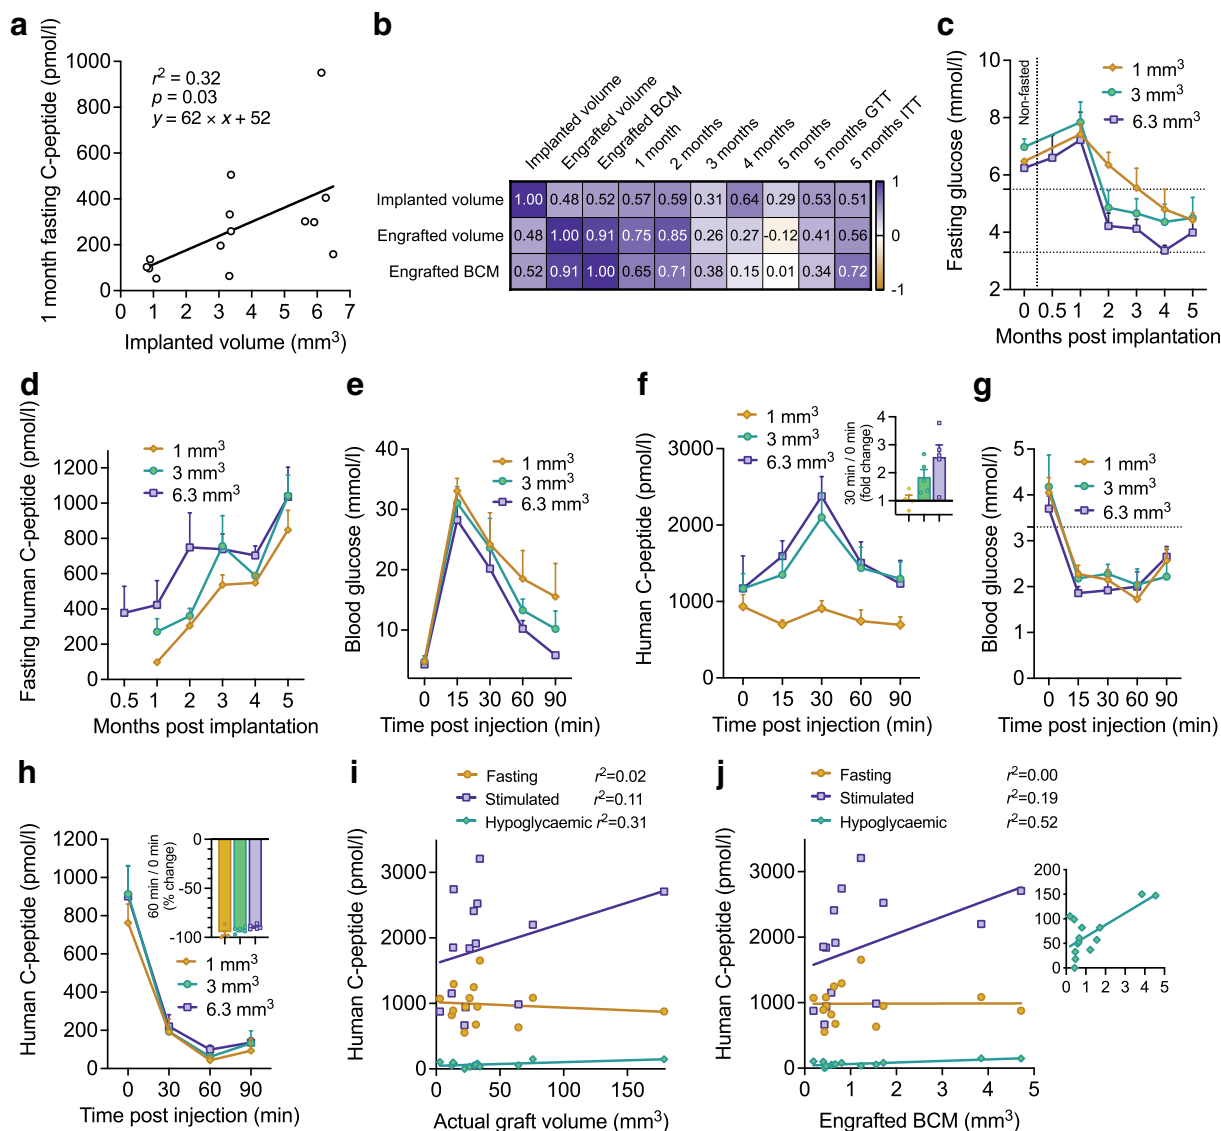 a
1 month fasting C-peptide (pmol/l)
1000
800
600
400
200
0
r² = 0.32
p = 0.03
y = 62 × x + 52
0 1 2 3 4 5 6 7
Implanted volume (mm³)
b
Implanted volume
Engrafted volume
Engrafted BCM
1 month
2 months
3 months
4 months
5 months
5 months GTT
5 months ITT
Implanted volume 1.00 0.48 0.52 0.57 0.59 0.31 0.64 0.29 0.53 0.51
Engrafted volume 0.48 1.00 0.91 0.75 0.85 0.26 0.27 -0.12 0.41 0.56
Engrafted BCM 0.52 0.91 1.00 0.65 0.71 0.38 0.15 0.01 0.34 0.72
1
0
-1
c
Fasting glucose (mmol/l)
10
8
6
4
2
Non-fasted
1 mm³
3 mm³
6.3 mm³
0 0.5 1 2 3 4 5
Months post implantation
d
Fasting human C-peptide (pmol/l)
1200
1000
800
600
400
200
0
1 mm³
3 mm³
6.3 mm³
0.5 1 2 3 4 5
Months post implantation
e
Blood glucose (mmol/l)
40
30
20
10
1 mm³
3 mm³
6.3 mm³
0 15 30 60 90
Time post injection (min)
f
Human C-peptide (pmol/l)
3000
2000
1000
0
1 mm³
3 mm³
6.3 mm³
30 min / 0 min
(fold change)
4
3
2
1
0 15 30 60 90
Time post injection (min)
g
Blood glucose (mmol/l)
5
4
3
2
1
0
1 mm³
3 mm³
6.3 mm³
0 15 30 60 90
Time post injection (min)
h
Human C-peptide (pmol/l)
1200
1000
800
600
400
200
0
60 min / 0 min
(% change)
0
-50
-100
1 mm³
3 mm³
6.3 mm³
0 30 60 90
Time post injection (min)
i
Fasting r²=0.02
Stimulated r²=0.11
Hypoglycaemic r²=0.31
Human C-peptide (pmol/l)
3000
2000
1000
0
0 50 100 150
Actual graft volume (mm³)
j
Fasting r²=0.00
Stimulated r²=0.19
Hypoglycaemic r²=0.52
Human C-peptide (pmol/l)
3000
2000
1000
0
0 1 2 3 4 5
Engrafted BCM (mm³)
200
150
100
50
0
0 1 2 3 4 5